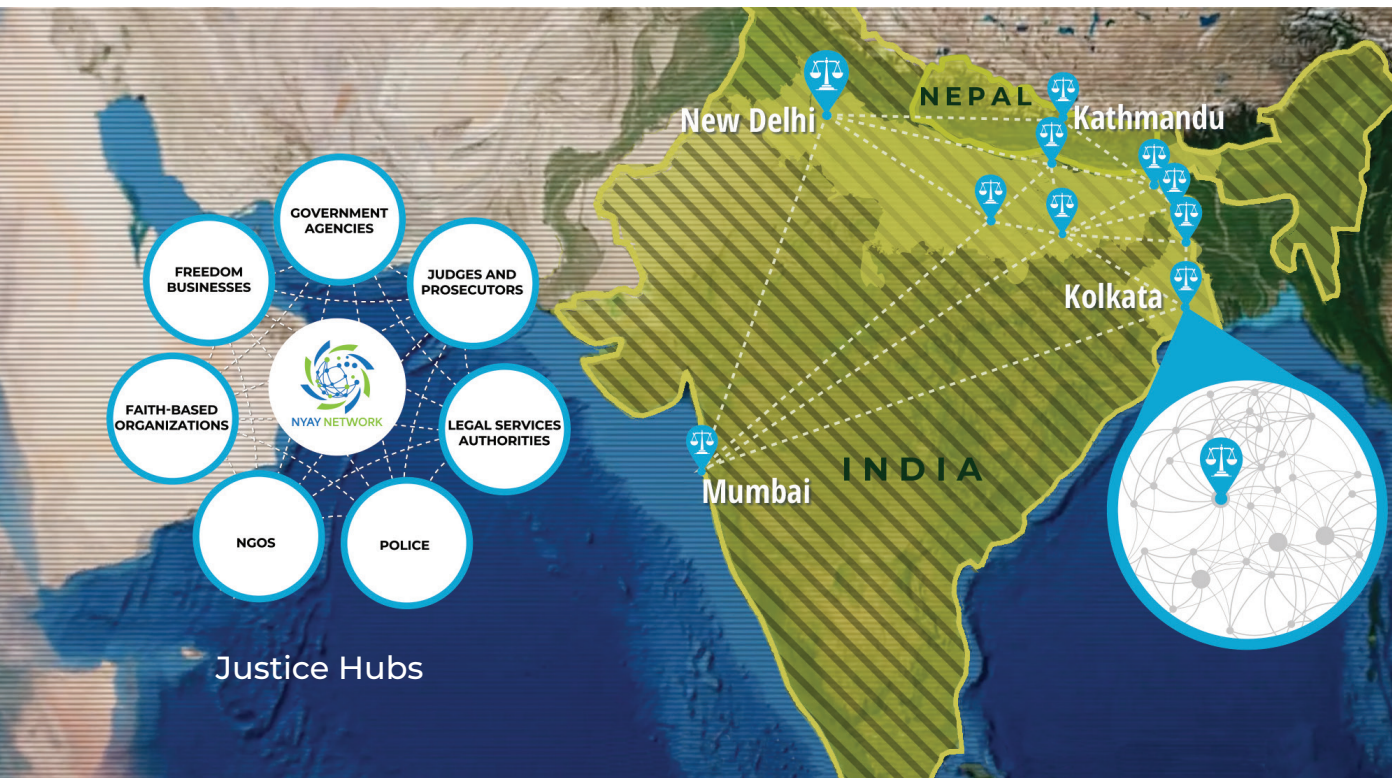 GOVERNMENT
AGENCIES
FREEDOM
BUSINESSES
JUDGES AND
PROSECUTORS
NYAY NETWORK
FAITH-BASED
ORGANIZATIONS
LEGAL SERVICES
AUTHORITIES
NGOS
POLICE
Justice Hubs
NEPAL
New Delhi
Kathmandu
Kolkata
INDIA
Mumbai